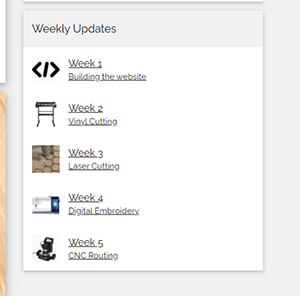 Weekly Updates
Week 1
Building the website
Week 2
Vinyl Cutting
Week 3
Laser Cutting
Week 4
Digital Embroidery
Week 5
CNC Routing